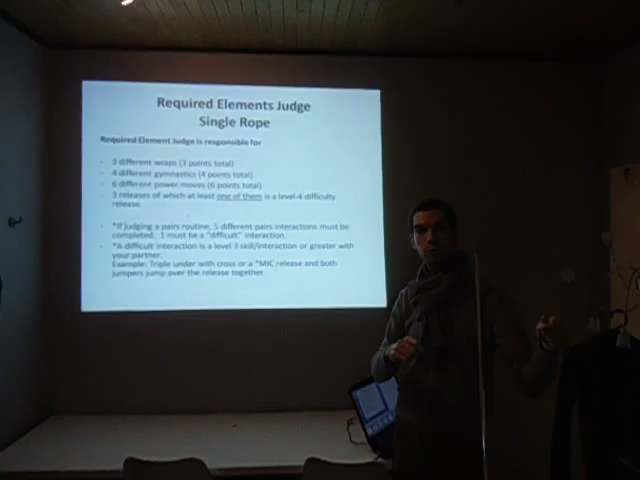 Required Elements Judge
Single Rope
Required Element Judge is responsible for
- 3 different wraps (3 points total)
- 4 different gymnastics (4 points total)
- 6 different power moves (6 points total)
- 3 releases of which at least one of them is a level-4 difficulty
release.
- *If judging a pairs routine, 5 different pairs interactions must be
completed, 1 must be a "difficult" interaction.
- *A difficult interaction is a level 3 skill/interaction or greater with
your partner.
Example: Triple under with cross or a "MIC release and both
jumpers jump over the release together.